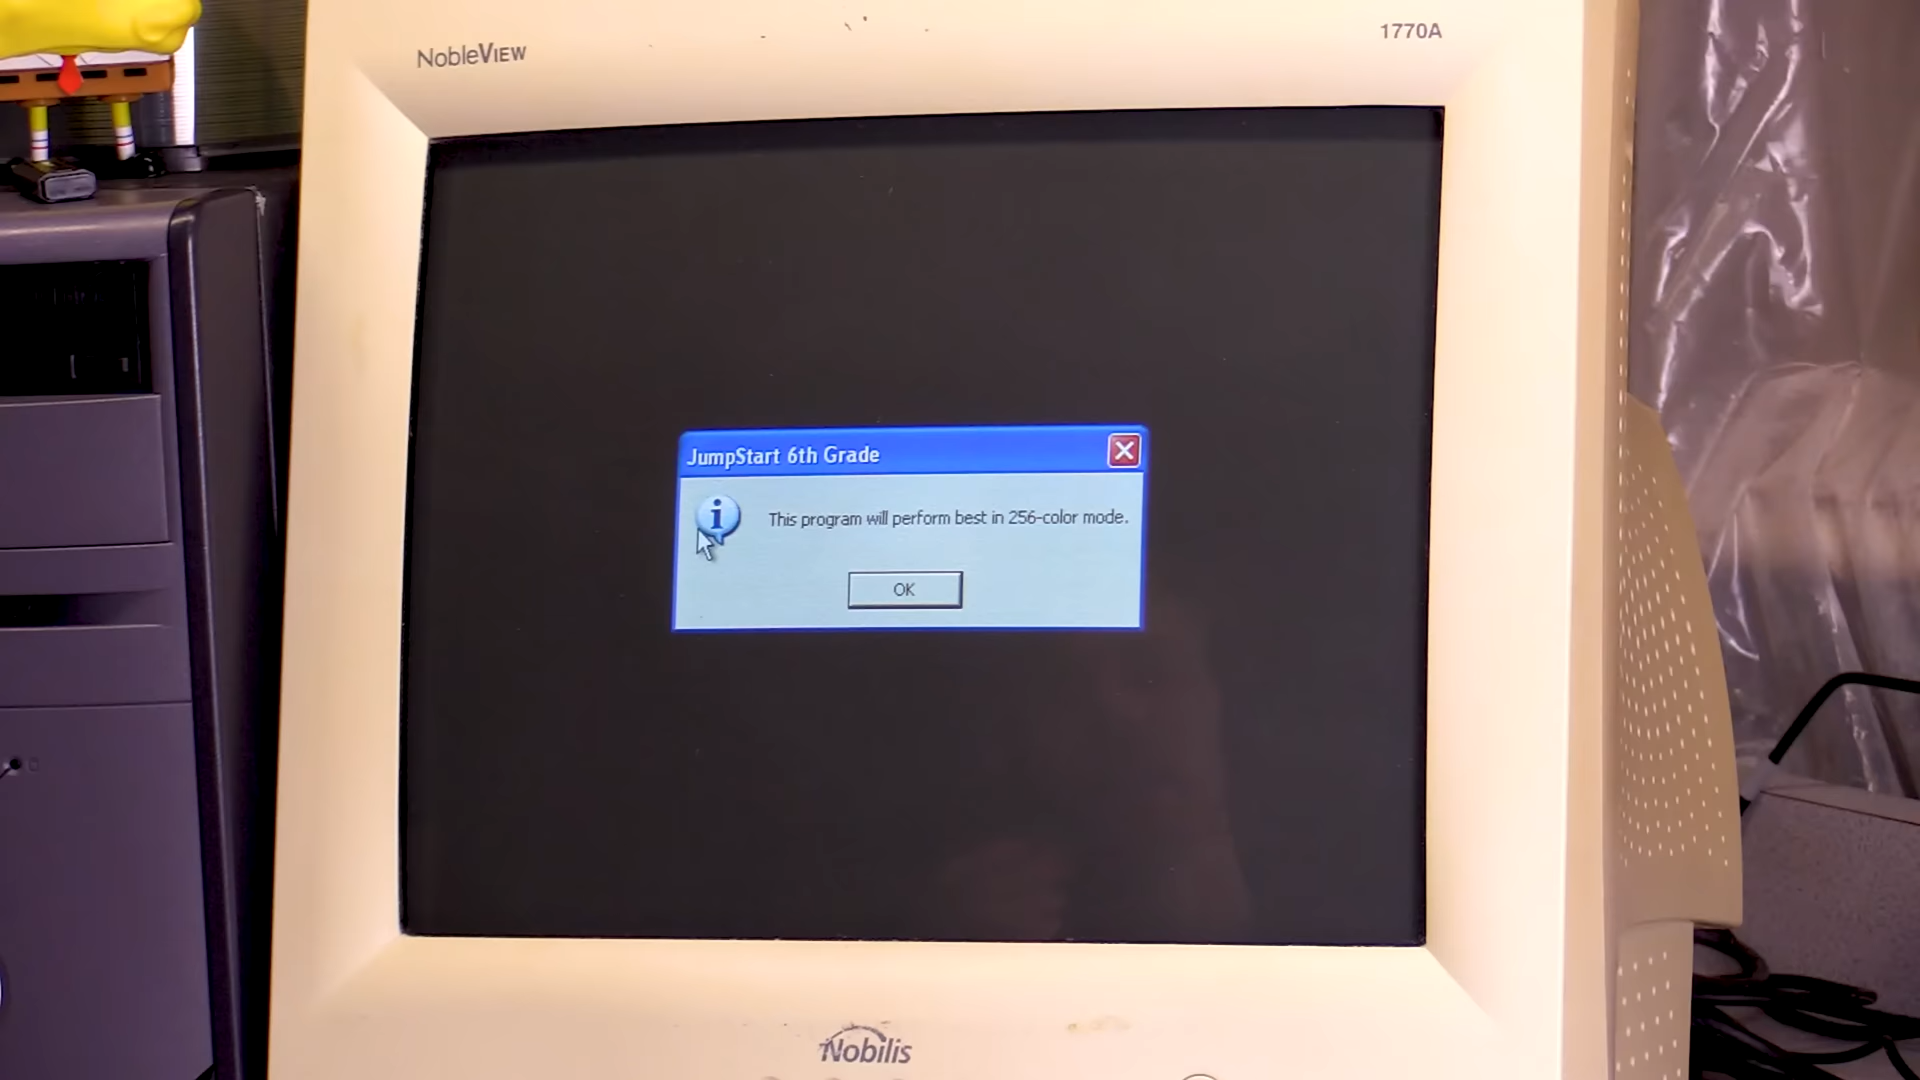 NobleVIEW
1770A
JumpStart 6th Grade
This program will perform best in 256-color mode.
OK
Nobilis